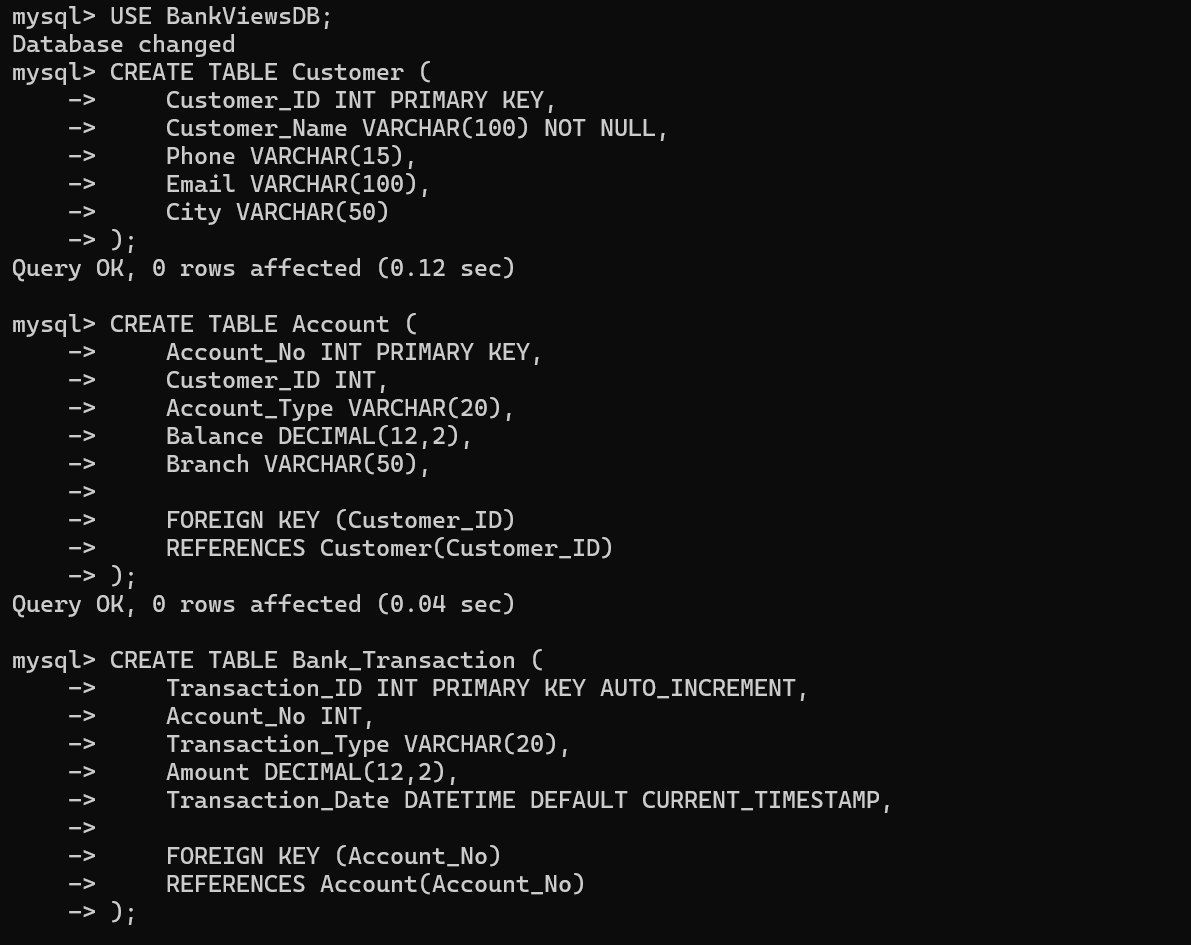 mysql> USE BankViewsDB;
Database changed
mysql> CREATE TABLE Customer (
    ->     Customer_ID INT PRIMARY KEY,
    ->     Customer_Name VARCHAR(100) NOT NULL,
    ->     Phone VARCHAR(15),
    ->     Email VARCHAR(100),
    ->     City VARCHAR(50)
    -> );
Query OK, 0 rows affected (0.12 sec)

mysql> CREATE TABLE Account (
    ->     Account_No INT PRIMARY KEY,
    ->     Customer_ID INT,
    ->     Account_Type VARCHAR(20),
    ->     Balance DECIMAL(12,2),
    ->     Branch VARCHAR(50),
    ->
    ->     FOREIGN KEY (Customer_ID)
    ->     REFERENCES Customer(Customer_ID)
    -> );
Query OK, 0 rows affected (0.04 sec)

mysql> CREATE TABLE Bank_Transaction (
    ->     Transaction_ID INT PRIMARY KEY AUTO_INCREMENT,
    ->     Account_No INT,
    ->     Transaction_Type VARCHAR(20),
    ->     Amount DECIMAL(12,2),
    ->     Transaction_Date DATETIME DEFAULT CURRENT_TIMESTAMP,
    ->
    ->     FOREIGN KEY (Account_No)
    ->     REFERENCES Account(Account_No)
    -> );